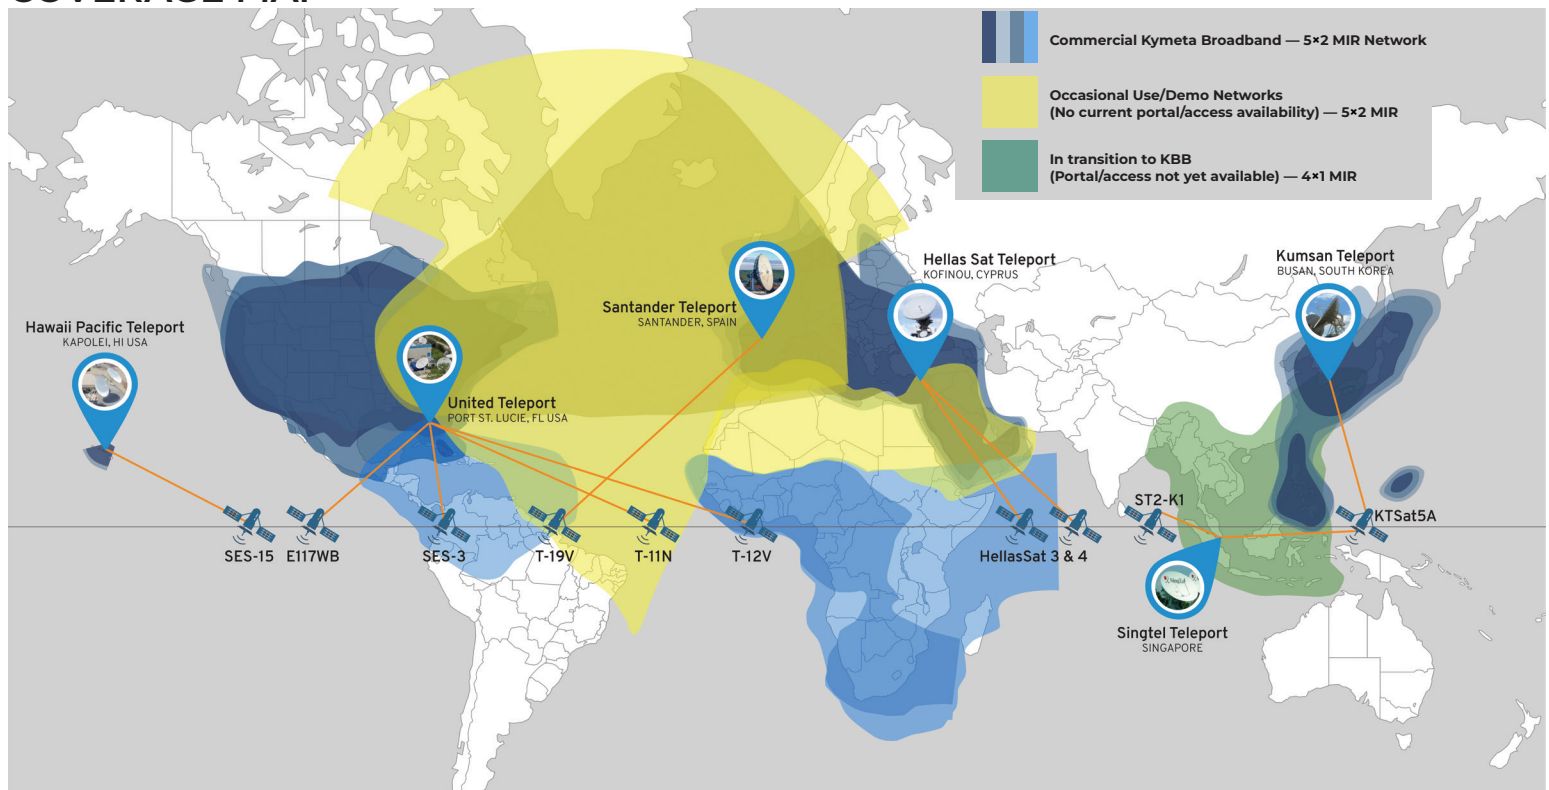 COVERAGE MAP
Commercial Kymeta Broadband — 5×2 MIR Network
Occasional Use/Demo Networks
(No current portal/access availability) — 5×2 MIR
In transition to KBB
(Portal/access not yet available) — 4×1 MIR
Hawaii Pacific Teleport
KAPOLEI, HI USA
United Teleport
PORT ST. LUCIE, FL USA
Santander Teleport
SANTANDER, SPAIN
Hellas Sat Teleport
KOFINOU, CYPRUS
Kumsan Teleport
BUSAN, SOUTH KOREA
SES-15
E117WB
SES-3
T-19V
T-11N
T-12V
HellasSat 3 & 4
ST2-K1
KTSat5A
Singtel Teleport
SINGAPORE